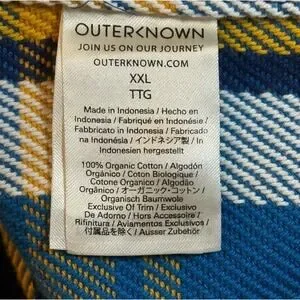 OUTERKNOWN
JOIN US ON OUR JOURNEY
OUTERKNOWN.COM
XXL
TTG
Made in Indonesia / Hecho en
Indonesia / Fabriqué en Indonésie /
Fabbricato in Indonesia / Fabricado
na Indonésia / インドネシア製 / In
Indonesien hergestellt
100% Organic Cotton / Algodón
Orgánico / Coton Biologique /
Cotone Organico / Algodão
Orgânico / オーガニック・コットン /
Organisch Baumwolle
Exclusive Of Trim / Exclusivo
De Adorno / Hors Accessoire /
Rifinitura / Aviamentos Exclusivos /
付属品を除く / Ausser Zubehör